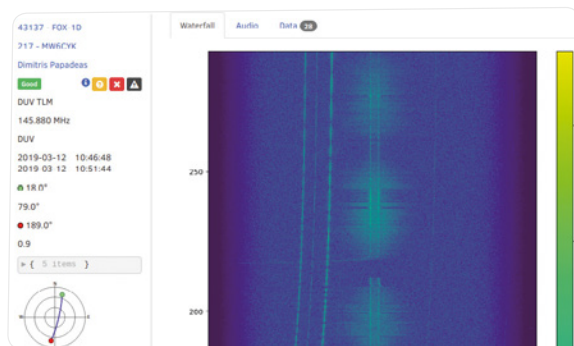 43137 FOX 1D
217 - MW6CYK
Dimitris Papadeas
Good
DUV TLM
145.880 MHz
DUV
2019-03-12 10:46:48
2019 03 12 10:51:44
18.0°
79.0°
189.0°
0.9
{ 5 items }
N
Waterfall Audio Data 28
250
200